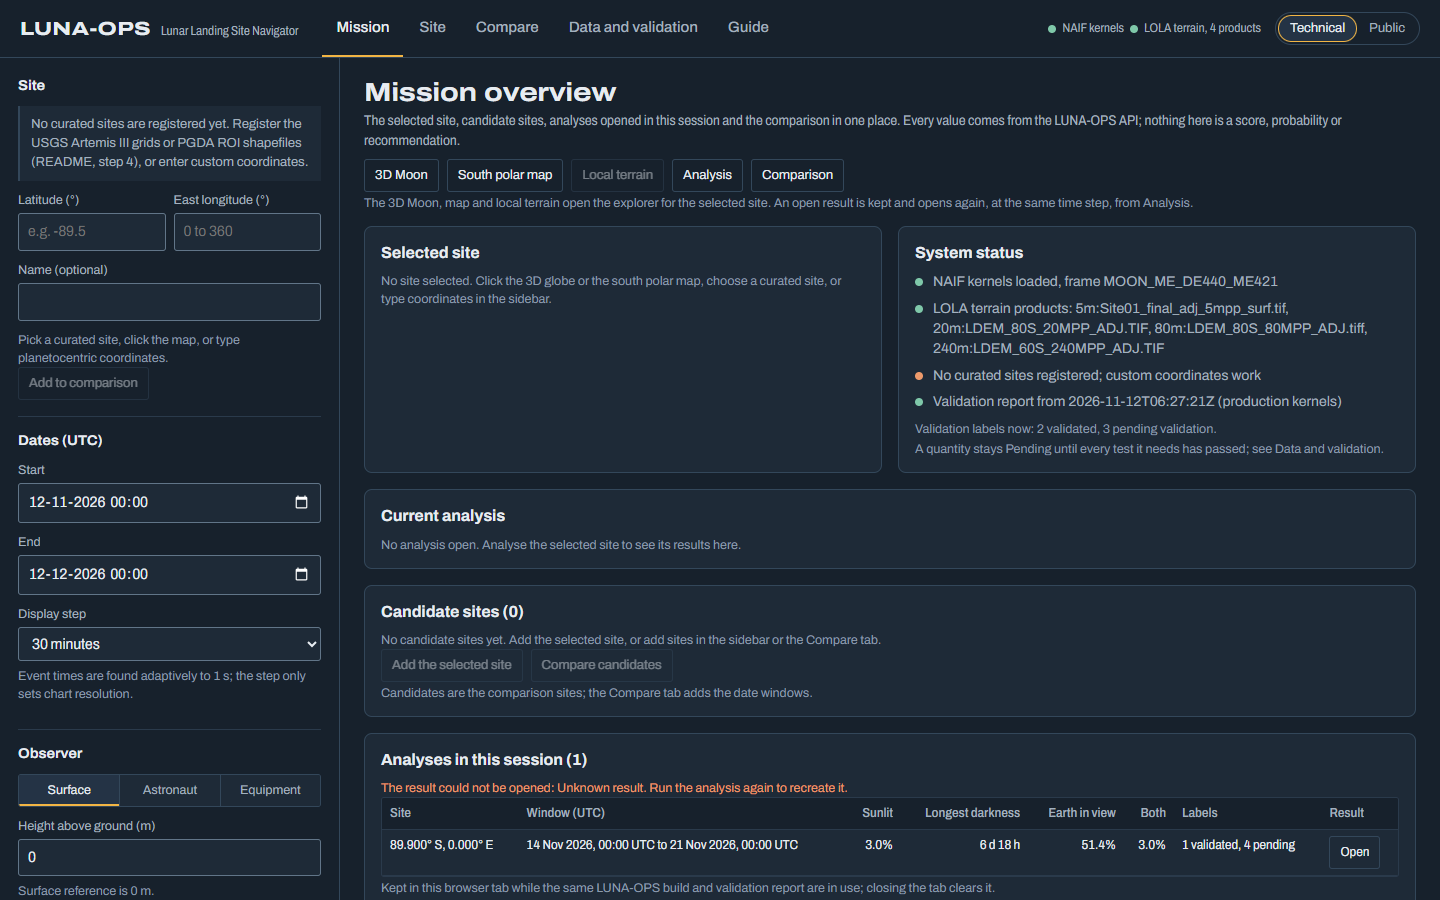 LUNA-OPS Lunar Landing Site Navigator
Mission Site Compare Data and validation Guide
NAIF kernels LOLA terrain, 4 products Technical Public
Site
No curated sites are registered yet. Register the
USGS Artemis III grids or PGDA ROI shapefiles
(README, step 4), or enter custom coordinates.
Latitude (°) East longitude (°)
e.g. -89.5 0 to 360
Name (optional)
Pick a curated site, click the map, or type
planetocentric coordinates.
Add to comparison
Dates (UTC)
Start
12-11-2026 00:00
End
12-12-2026 00:00
Display step
30 minutes
Event times are found adaptively to 1 s; the step only
sets chart resolution.
Observer
Surface Astronaut Equipment
Height above ground (m)
0
Surface reference is 0 m.
Mission overview
The selected site, candidate sites, analyses opened in this session and the comparison in one place. Every value comes from the LUNA-OPS API; nothing here is a score, probability or
recommendation.
3D Moon South polar map Local terrain Analysis Comparison
The 3D Moon, map and local terrain open the explorer for the selected site. An open result is kept and opens again, at the same time step, from Analysis.
Selected site
No site selected. Click the 3D globe or the south polar map, choose a curated site, or
type coordinates in the sidebar.
System status
NAIF kernels loaded, frame MOON_ME_DE440_ME421
LOLA terrain products: 5m:Site01_final_adj_5mpp_surf.tif,
20m:LDEM_80S_20MPP_ADJ.TIF, 80m:LDEM_80S_80MPP_ADJ.tiff,
240m:LDEM_60S_240MPP_ADJ.TIF
No curated sites registered; custom coordinates work
Validation report from 2026-11-12T06:27:21Z (production kernels)
Validation labels now: 2 validated, 3 pending validation.
A quantity stays Pending until every test it needs has passed; see Data and validation.
Current analysis
No analysis open. Analyse the selected site to see its results here.
Candidate sites (0)
No candidate sites yet. Add the selected site, or add sites in the sidebar or the Compare tab.
Add the selected site Compare candidates
Candidates are the comparison sites; the Compare tab adds the date windows.
Analyses in this session (1)
The result could not be opened: Unknown result. Run the analysis again to recreate it.
Site Window (UTC) Sunlit Longest darkness Earth in view Both Labels Result
89.900° S, 0.000° E 14 Nov 2026, 00:00 UTC to 21 Nov 2026, 00:00 UTC 3.0% 6 d 18 h 51.4% 3.0% 1 validated, 4 pending Open
Kept in this browser tab while the same LUNA-OPS build and validation report are in use; closing the tab clears it.